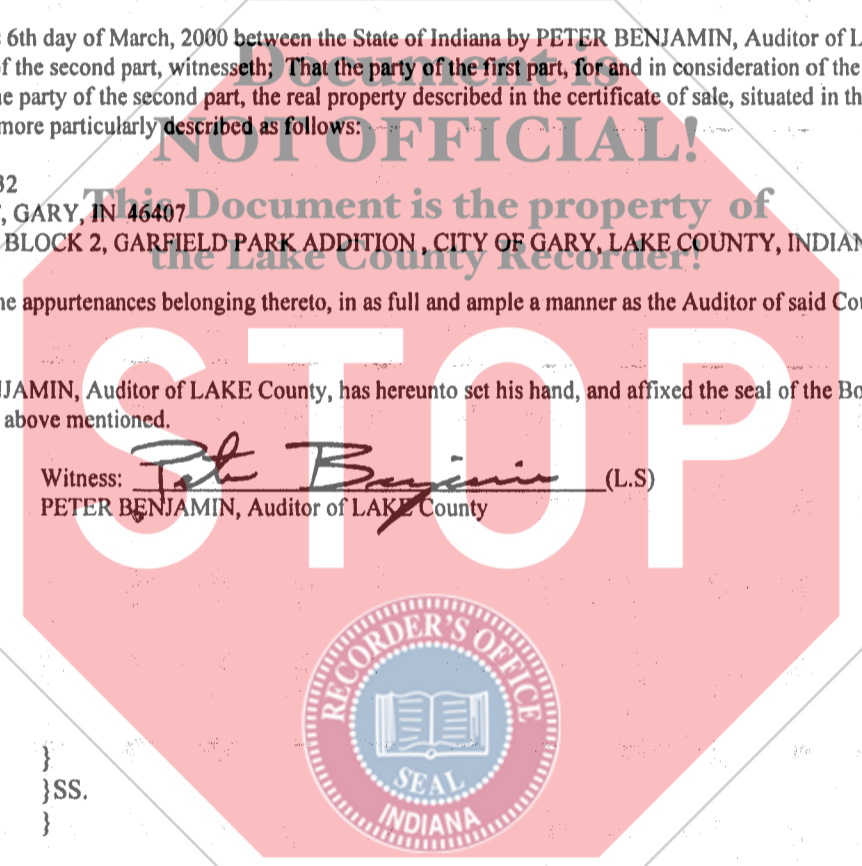 6th day of March, 2000 between the State of Indiana by PETER BENJAMIN, Auditor of L
Document is
of the second part, witnesseth; That the party of the first part, for and in consideration of the
e party of the second part, the real property described in the certificate of sale, situated in th
more particularly described as follows:
NOT OFFICIAL!
32
This Document is the property of
, GARY, IN 46407
BLOCK 2, GARFIELD PARK ADDITION , CITY OF GARY, LAKE COUNTY, INDIAN
the Lake County Recorder!
ne appurtenances belonging thereto, in as full and ample a manner as the Auditor of said Cou
STOP
NJAMIN, Auditor of LAKE County, has hereunto set his hand, and affixed the seal of the Bo
above mentioned.
Witness: Peter Benjamin (L.S)
PETER BENJAMIN, Auditor of LAKE County
RECORDER'S OFFICE
SEAL
INDIANA
}
}SS.
}